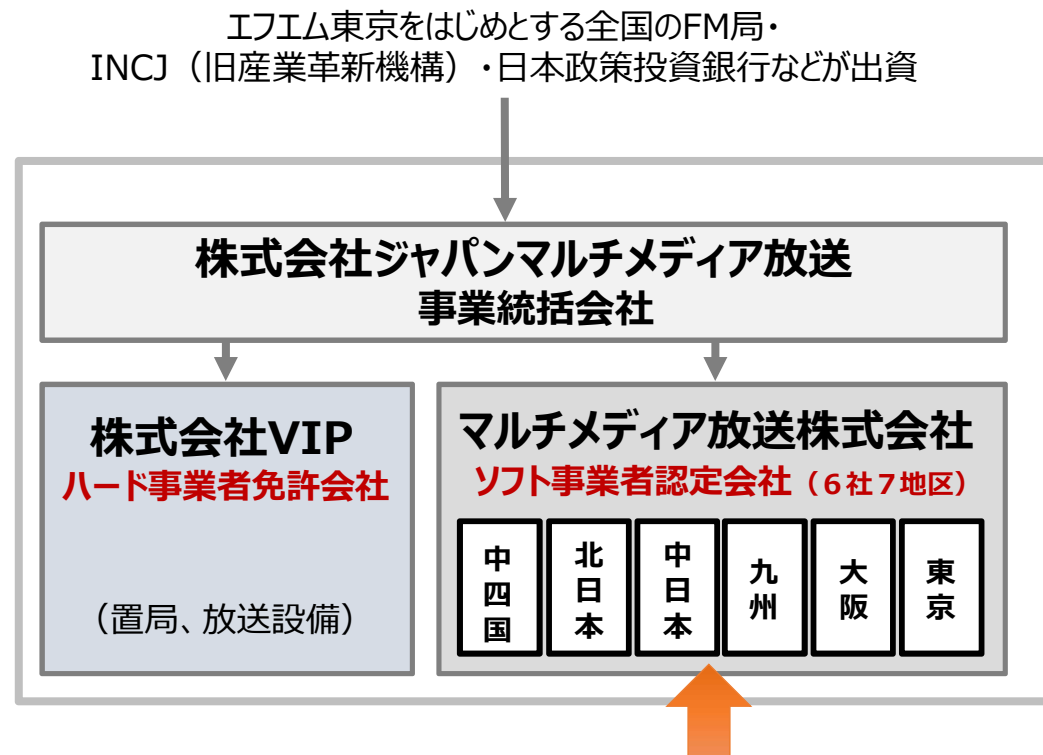 エフエム東京をはじめとする全国のFM局・
INCJ（旧産業革新機構）・日本政策投資銀行などが出資
株式会社ジャパンマルチメディア放送
事業統括会社
株式会社VIP
ハード事業者免許会社
（置局、放送設備）
マルチメディア放送株式会社
ソフト事業者認定会社（６社７地区）
中四国
北日本
中日本
九州
大阪
東京